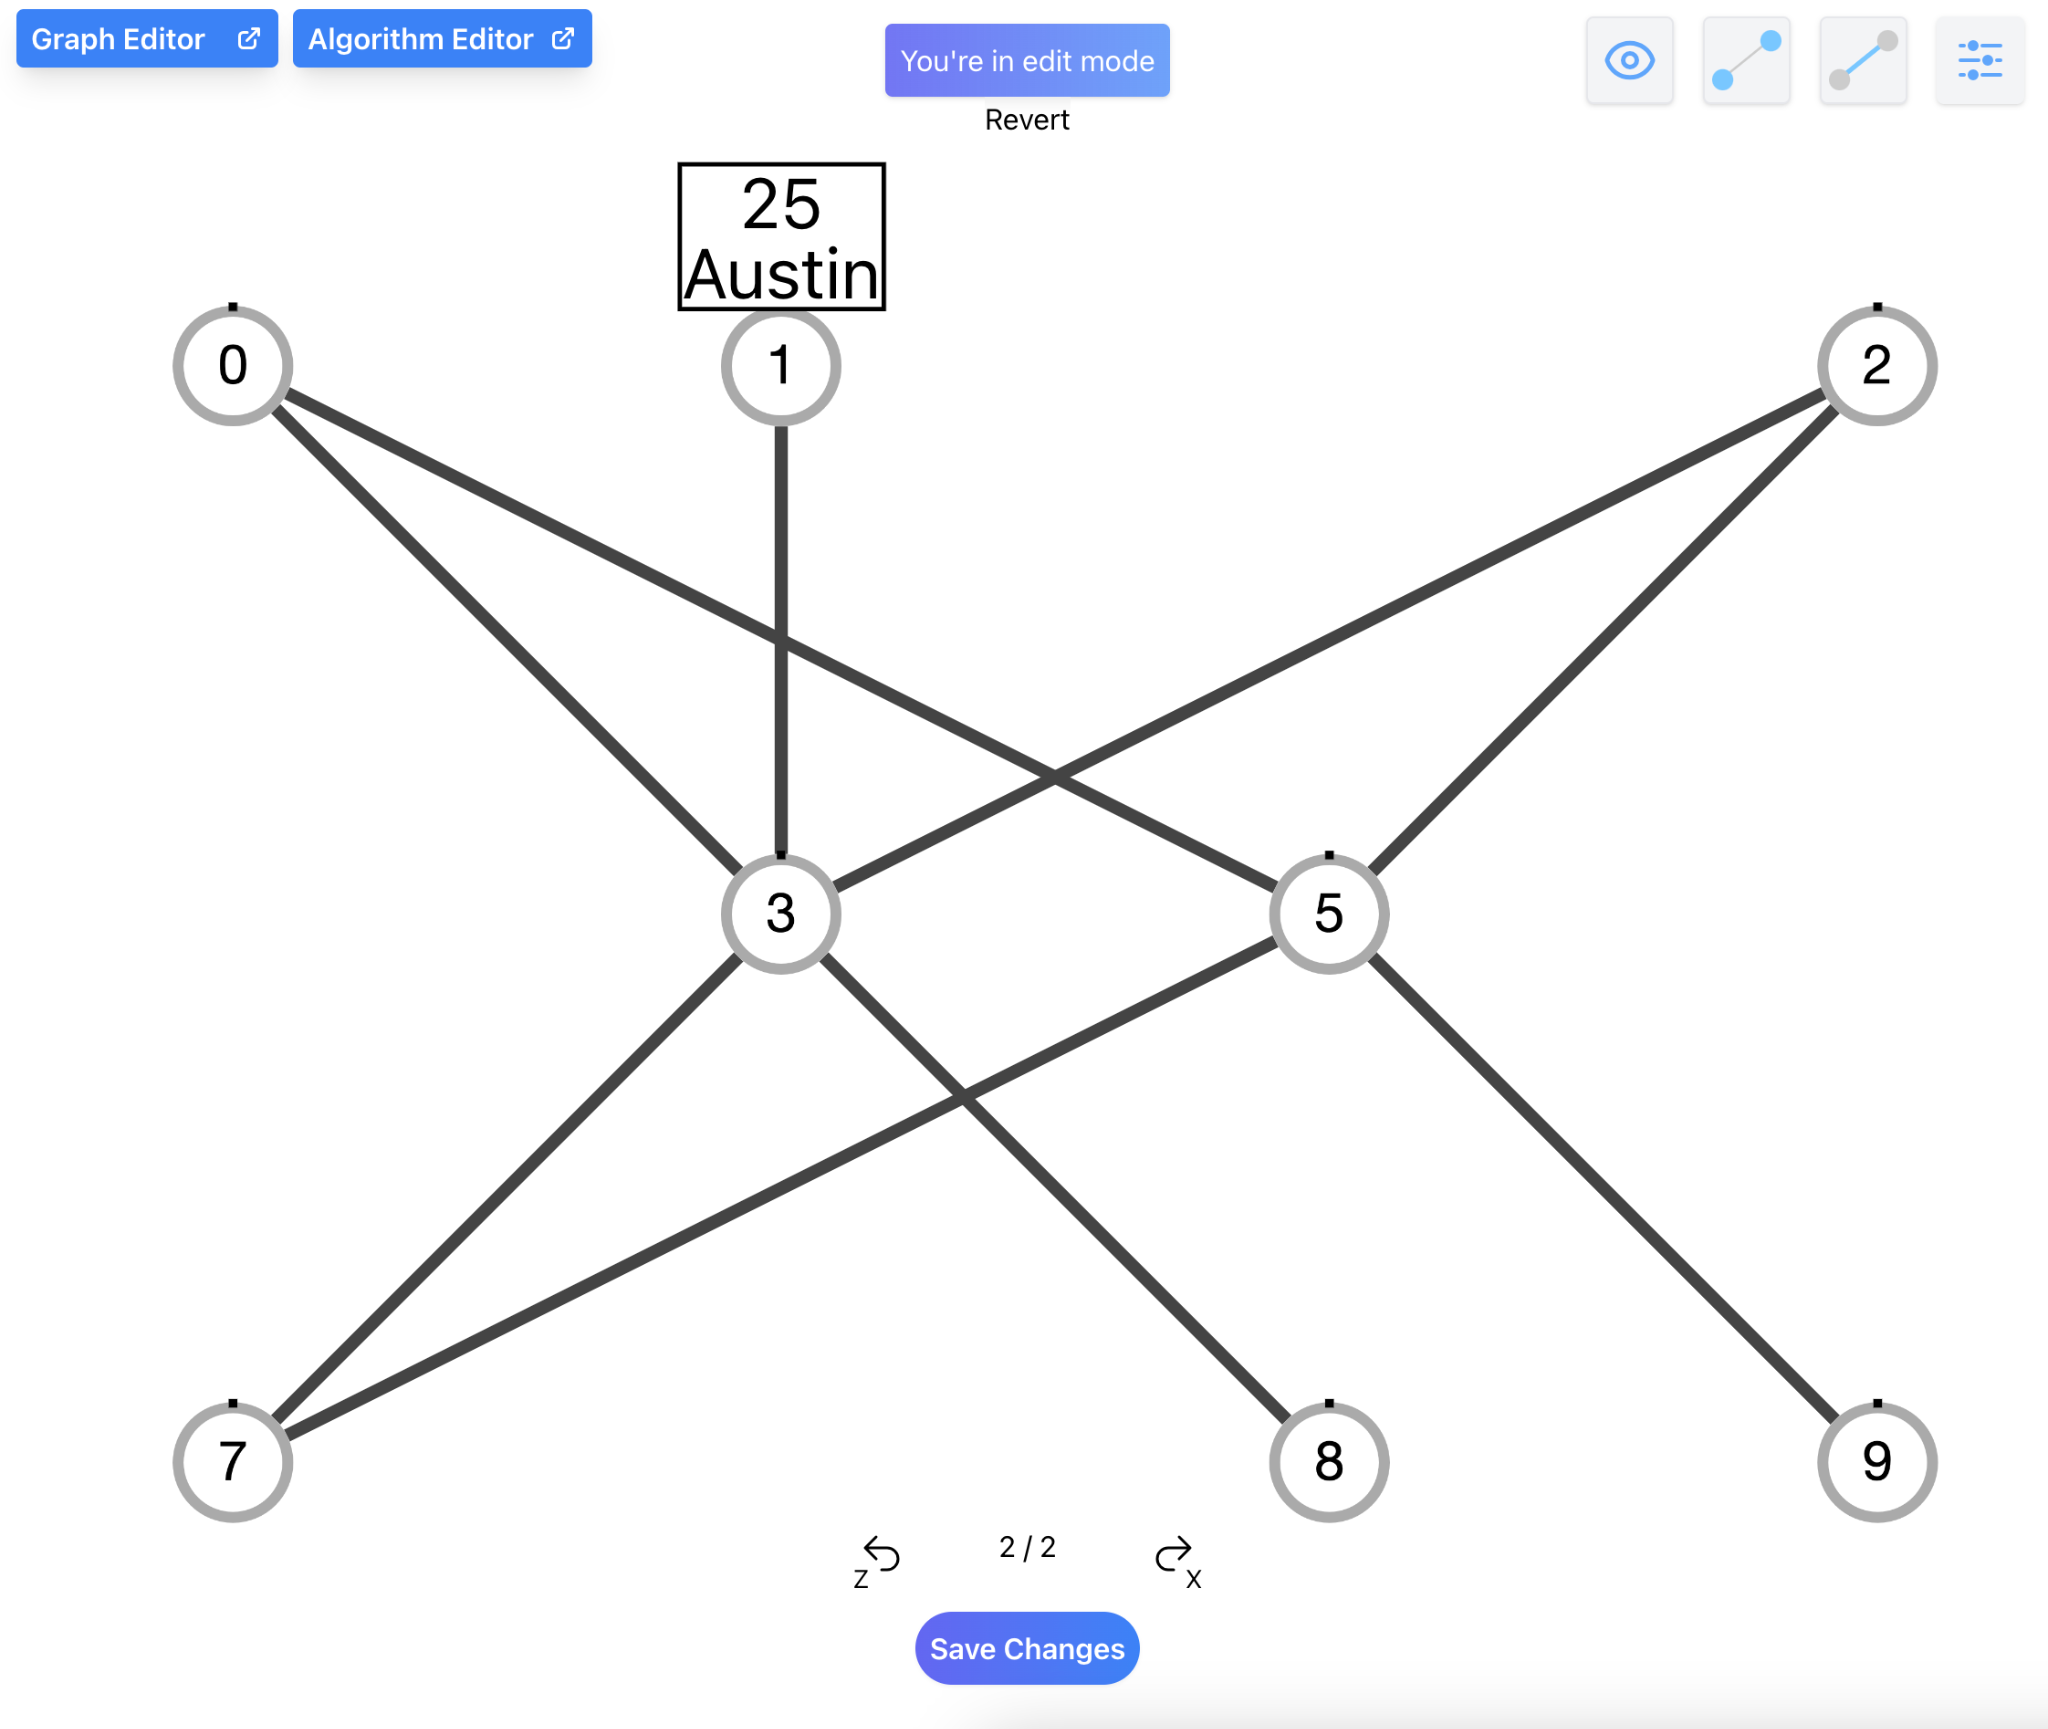 Graph Editor
Algorithm Editor
You're in edit mode
Revert
25
Austin
0
1
2
3
5
7
8
9
Z
2 / 2
X
Save Changes